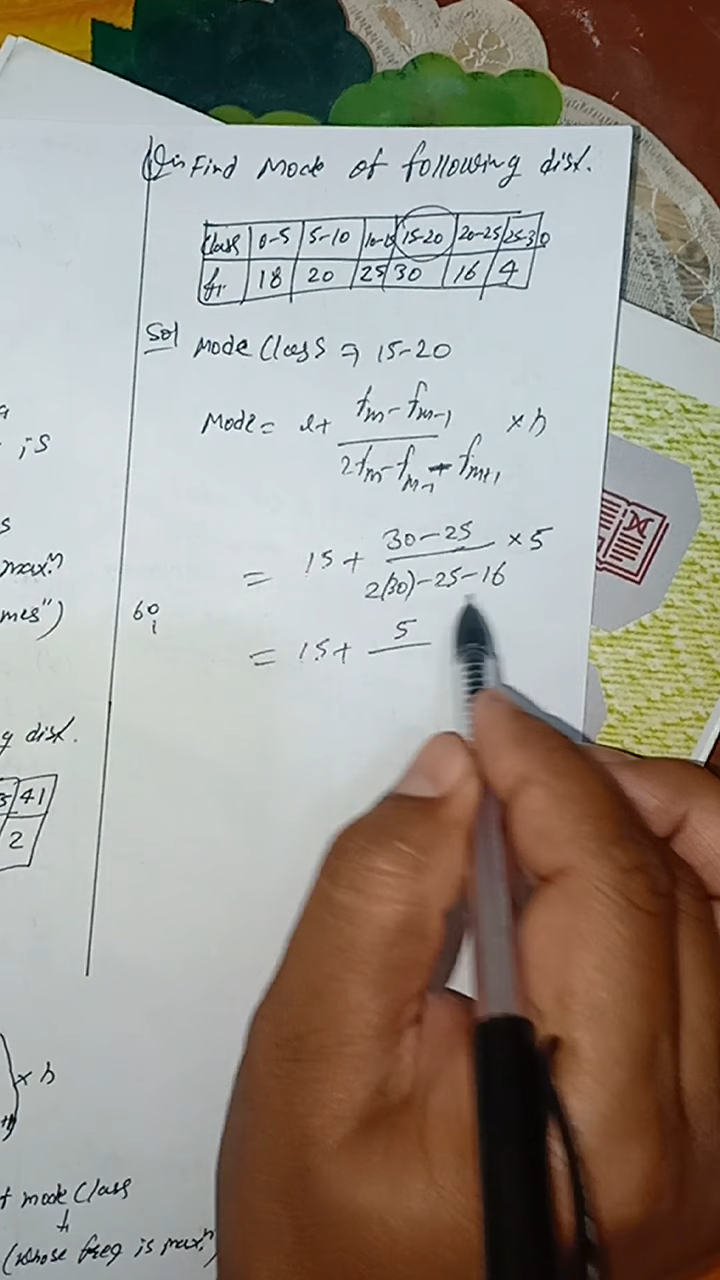 Qn Find Mode of following dist.
Class 0-5 5-10 10-15 15-20 20-25 25-30
fr 18 20 25 30 16 4
Sol Mode Class ⇒ 15-20
Mode = l + (fm - fm-1) / (2fm - fm-1 - fm+1) × h
= 15 + (30-25) / (2(30)-25-16) × 5
60
= 15 + 5
is
s
max^m
mes")
g dist.
41
2
× h
mode Class
(whose freq is max^m